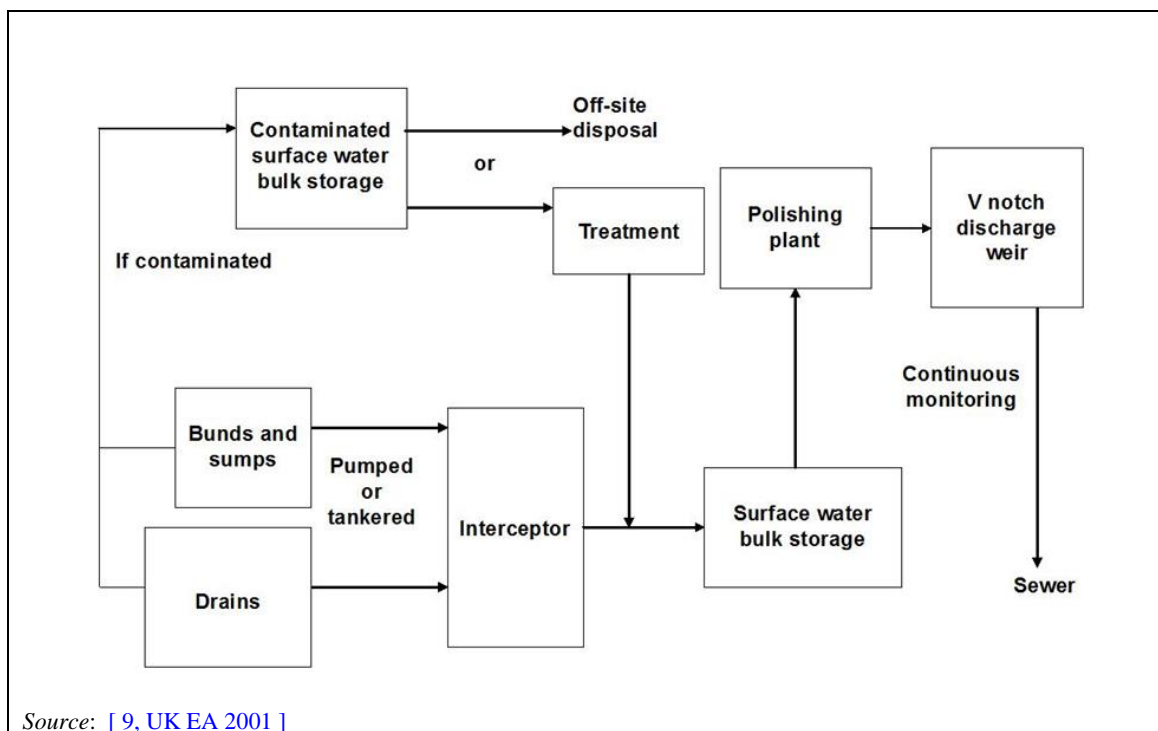 Contaminated
surface water
bulk storage
Off-site
disposal
or
Treatment
Polishing
plant
V notch
discharge
weir
If contaminated
Continuous
monitoring
Bunds and
sumps
Pumped
or
tankered
Interceptor
Surface water
bulk storage
Drains
Sewer
Source: [ 9, UK EA 2001 ]